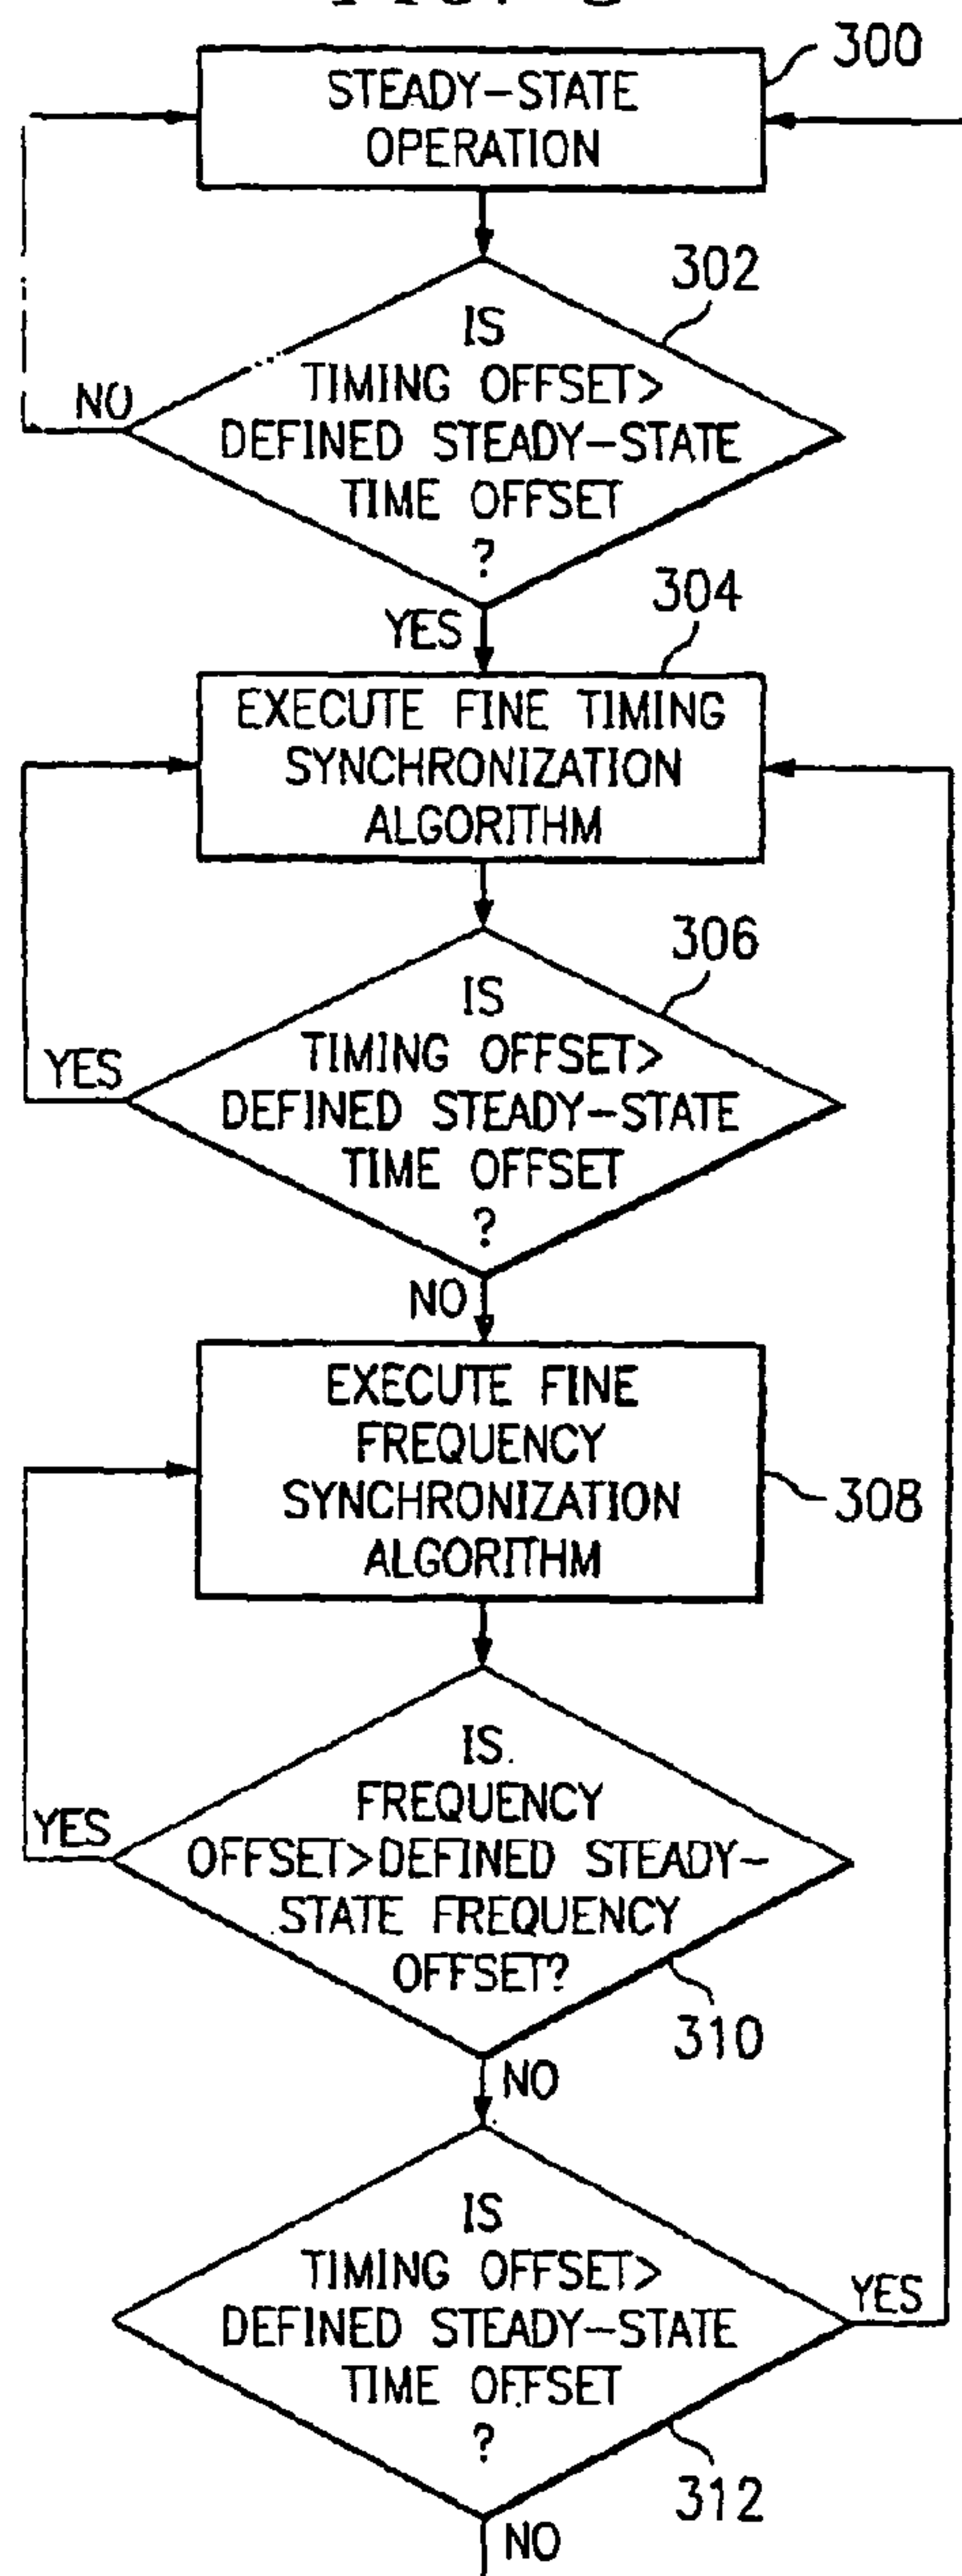 300
STEADY-STATE
OPERATION
302
IS
TIMING OFFSET>
DEFINED STEADY-STATE
TIME OFFSET
?
NO
YES
304
EXECUTE FINE TIMING
SYNCHRONIZATION
ALGORITHM
306
IS
TIMING OFFSET>
DEFINED STEADY-STATE
TIME OFFSET
?
YES
NO
EXECUTE FINE
FREQUENCY
SYNCHRONIZATION
ALGORITHM
308
IS
FREQUENCY
OFFSET>DEFINED STEADY-
STATE FREQUENCY
OFFSET?
YES
310
NO
IS
TIMING OFFSET>
DEFINED STEADY-STATE
TIME OFFSET
?
YES
312
NO